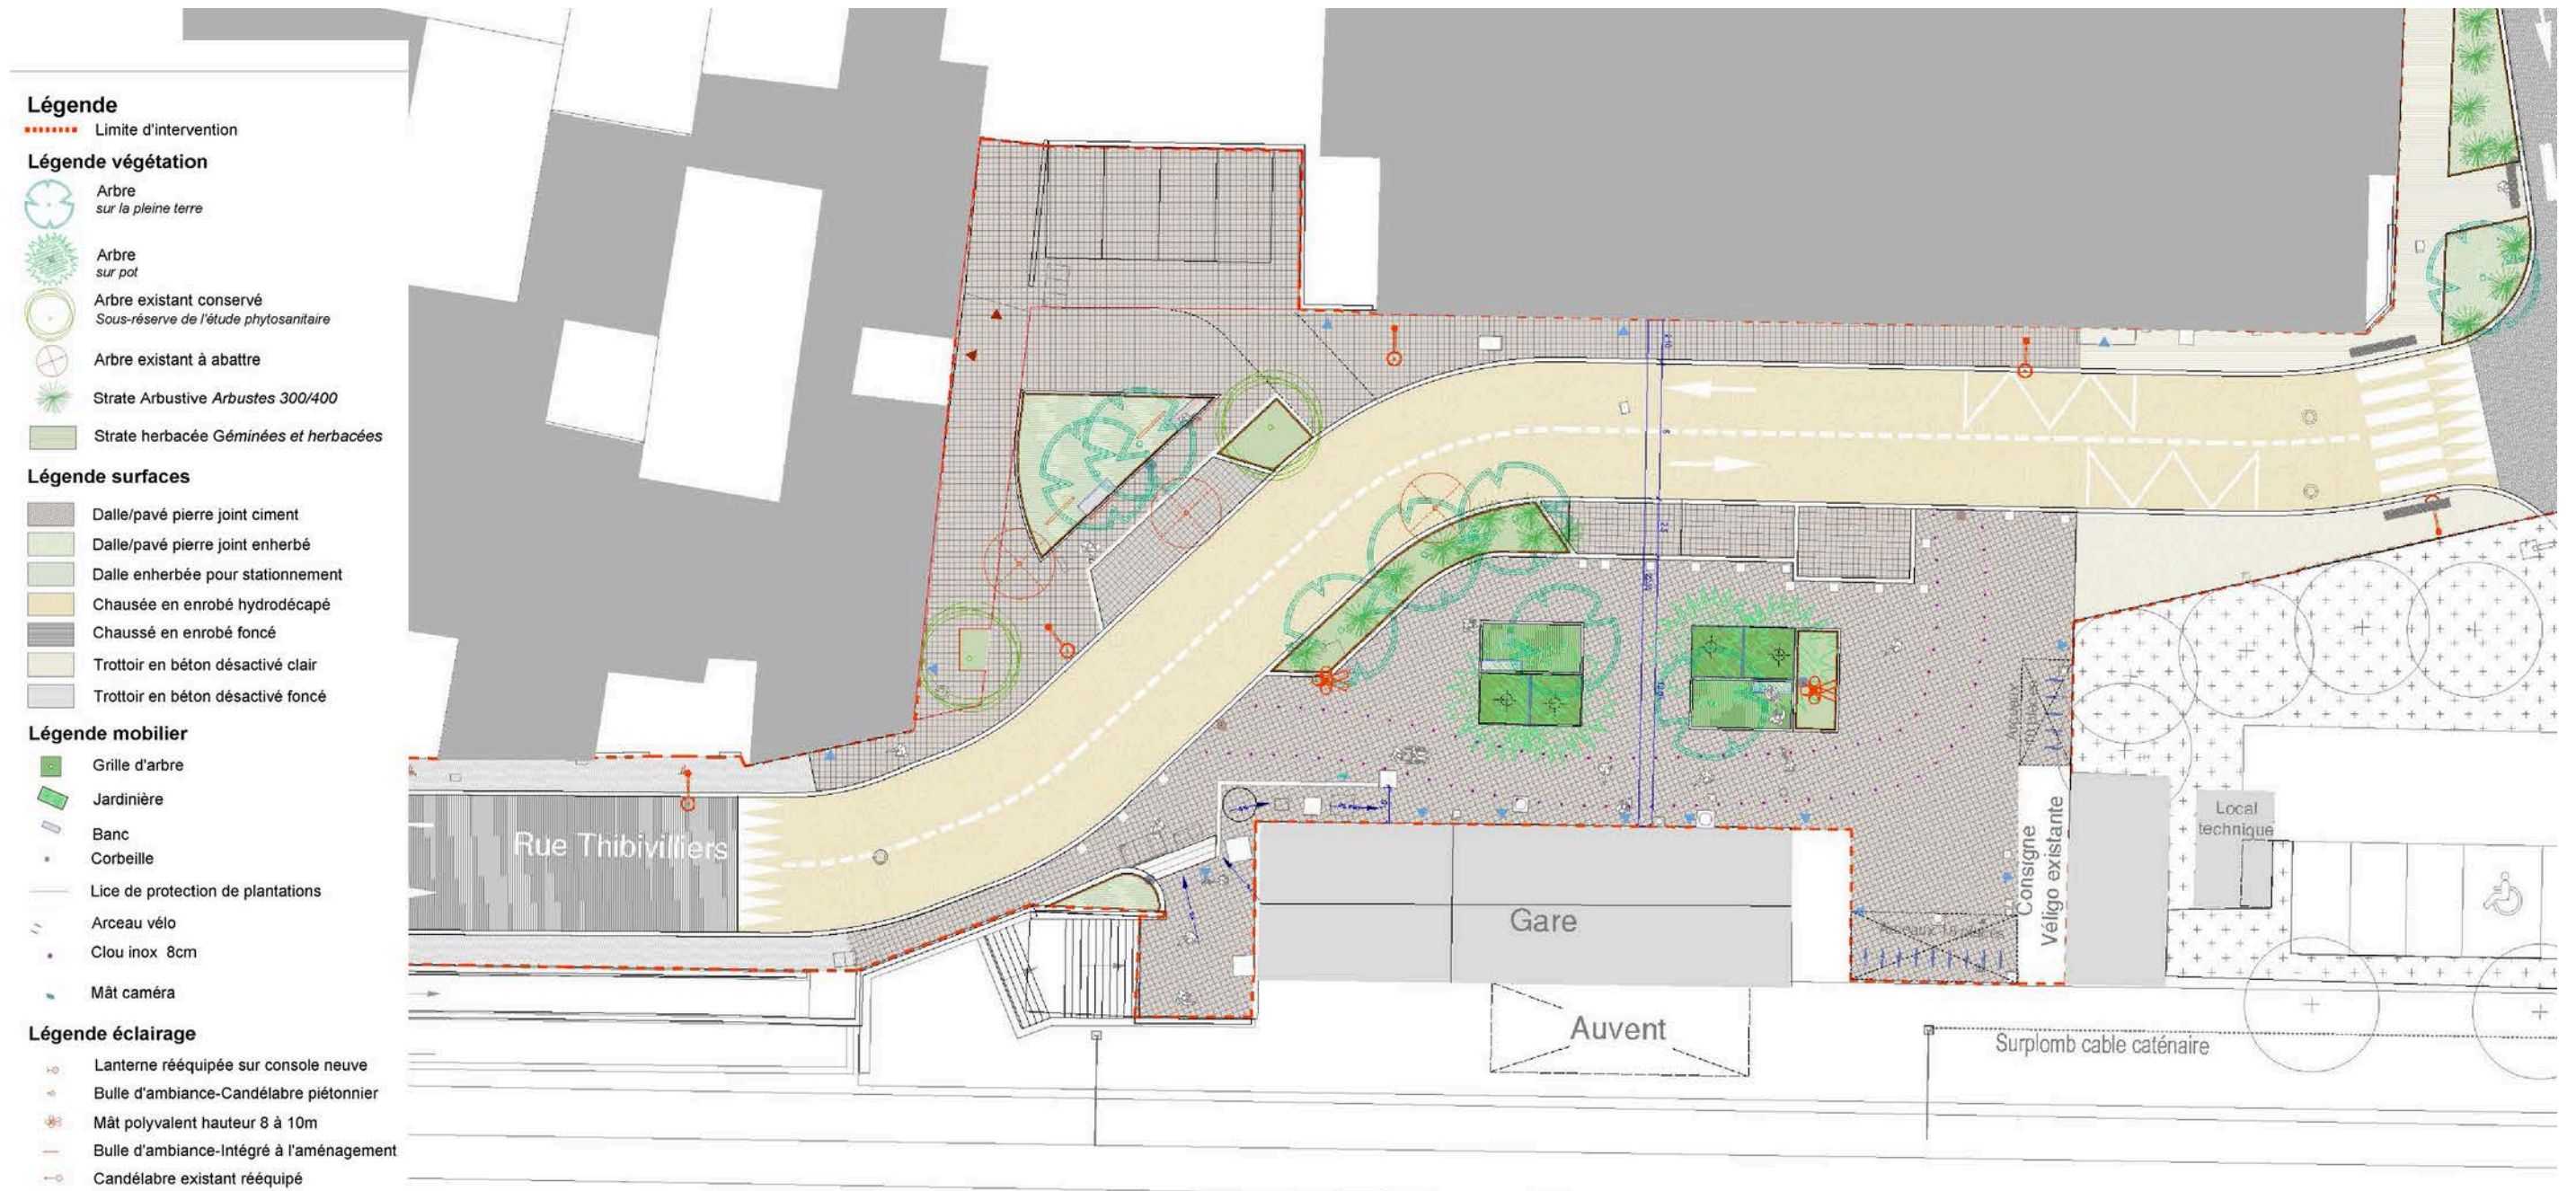 Légende
Limite d'intervention
Légende végétation
Arbre
sur la pleine terre
Arbre
sur pot
Arbre existant conservé
Sous-réserve de l'étude phytosanitaire
Arbre existant à abattre
Strate Arbustive Arbustes 300/400
Strate herbacée Géminées et herbacées
Légende surfaces
Dalle/pavé pierre joint ciment
Dalle/pavé pierre joint enherbé
Dalle enherbée pour stationnement
Chausée en enrobé hydrodécapé
Chaussé en enrobé foncé
Trottoir en béton désactivé clair
Trottoir en béton désactivé foncé
Légende mobilier
Grille d'arbre
Jardinière
Banc
Corbeille
Lice de protection de plantations
Arceau vélo
Clou inox 8cm
Mât caméra
Légende éclairage
Lanterne rééquipée sur console neuve
Bulle d'ambiance-Candélabre piétonnier
Mât polyvalent hauteur 8 à 10m
Bulle d'ambiance-Intégré à l'aménagement
Candélabre existant rééquipé
Rue Thibivilliers
Gare
Auvent
Consigne
Véligo existante
Local
technique
Surplomb cable caténaire